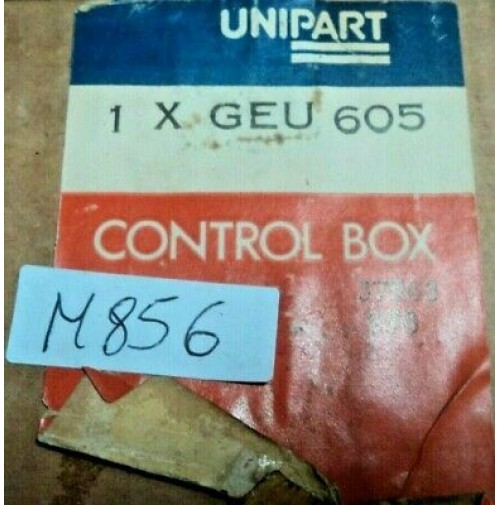 UNIPART
1 X GEU 605
CONTROL BOX
M856